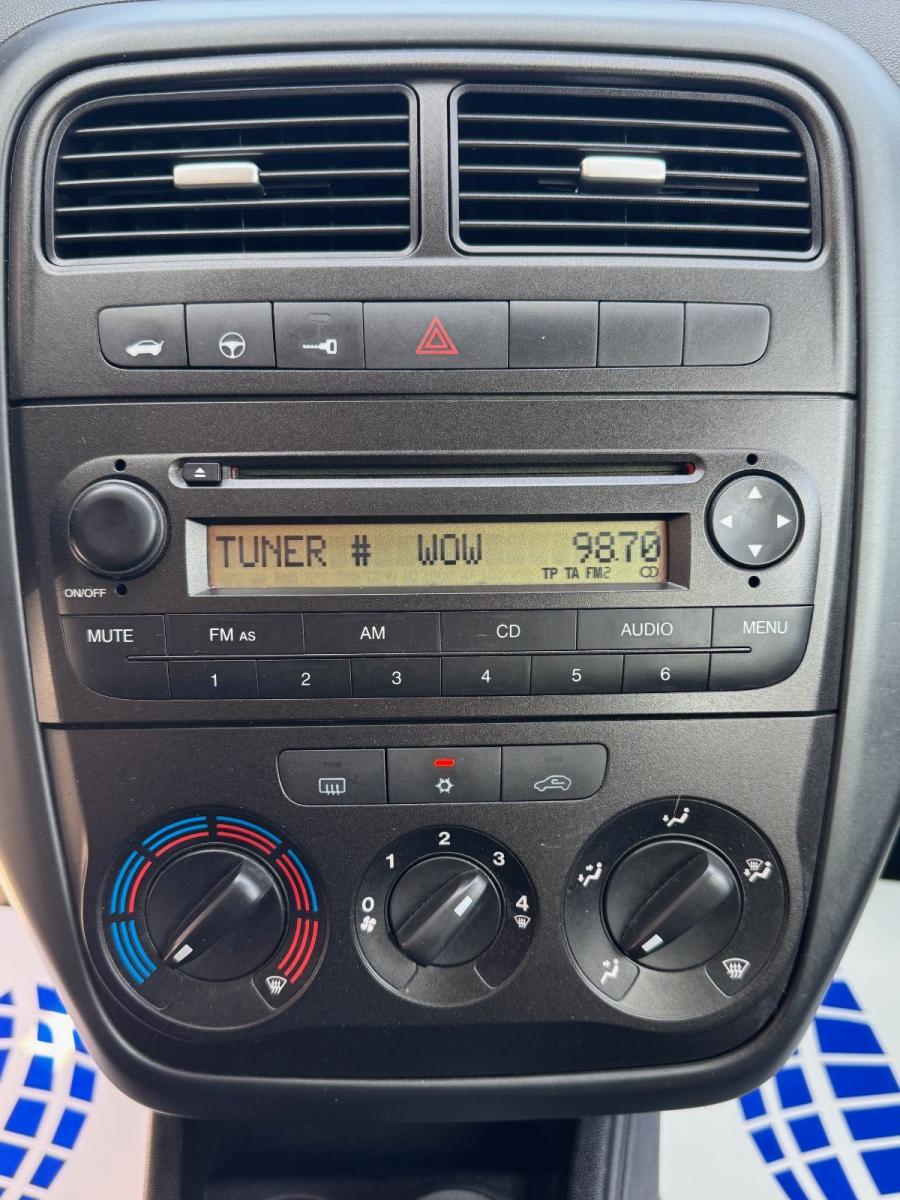 TUNER # WOW 98.70
TP TA FM2
ON/OFF
MUTE FM AS AM CD AUDIO MENU
1 2 3 4 5 6
0 1 2 3 4